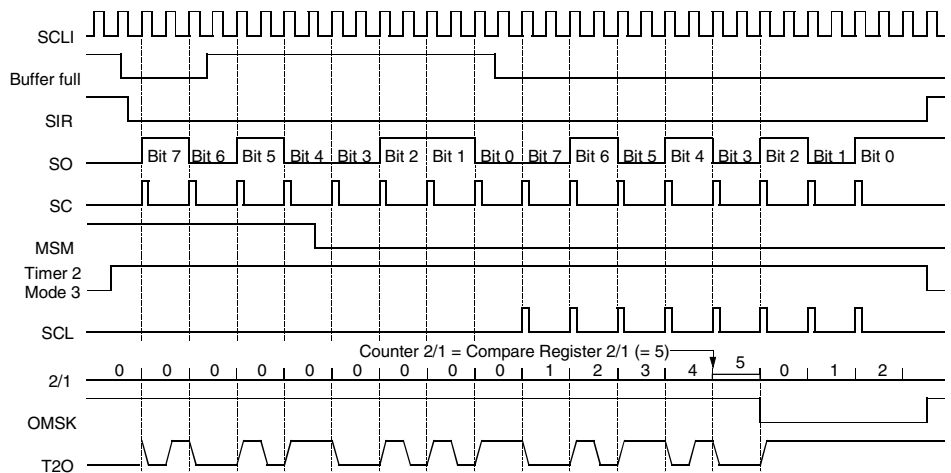 SCLI
Buffer full
SIR
SO Bit 7 Bit 6 Bit 5 Bit 4 Bit 3 Bit 2 Bit 1 Bit 0 Bit 7 Bit 6 Bit 5 Bit 4 Bit 3 Bit 2 Bit 1 Bit 0
SC
MSM
Timer 2
Mode 3
SCL
Counter 2/1 = Compare Register 2/1 (= 5)
2/1 0 0 0 0 0 0 0 0 1 2 3 4 5 0 1 2
OMSK
T2O